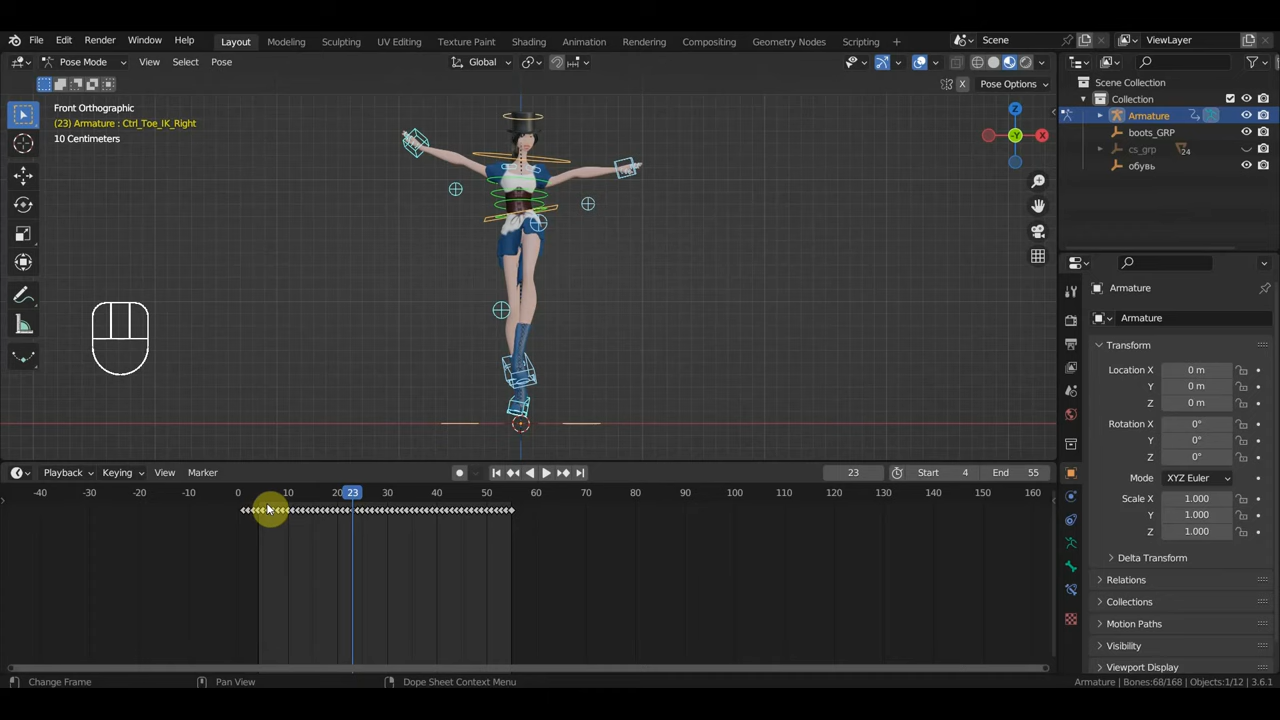 File Edit Render Window Help Layout Modeling Sculpting UV Editing Texture Paint Shading Animation Rendering Compositing Geometry Nodes Scripting + Scene ViewLayer
Pose Mode View Select Pose Global
X Pose Options
Front Orthographic
(23) Armature : Ctrl_Toe_IK_Right
10 Centimeters
Z
X
Y
Scene Collection
Collection
Armature
boots_GRP
cs_grp 24
обувь
Armature
Armature
Transform
Location X 0 m
Y 0 m
Z 0 m
Rotation X 0°
Y 0°
Z 0°
Mode XYZ Euler
Scale X 1.000
Y 1.000
Z 1.000
Delta Transform
Relations
Collections
Motion Paths
Visibility
Viewport Display
Playback Keying View Marker 23 Start 4 End 55
-40 -30 -20 -10 0 10 20 23 30 40 50 60 70 80 90 100 110 120 130 140 150 160
Change Frame Pan View Dope Sheet Context Menu Armature | Bones:68/168 | Objects:1/12 | 3.6.1